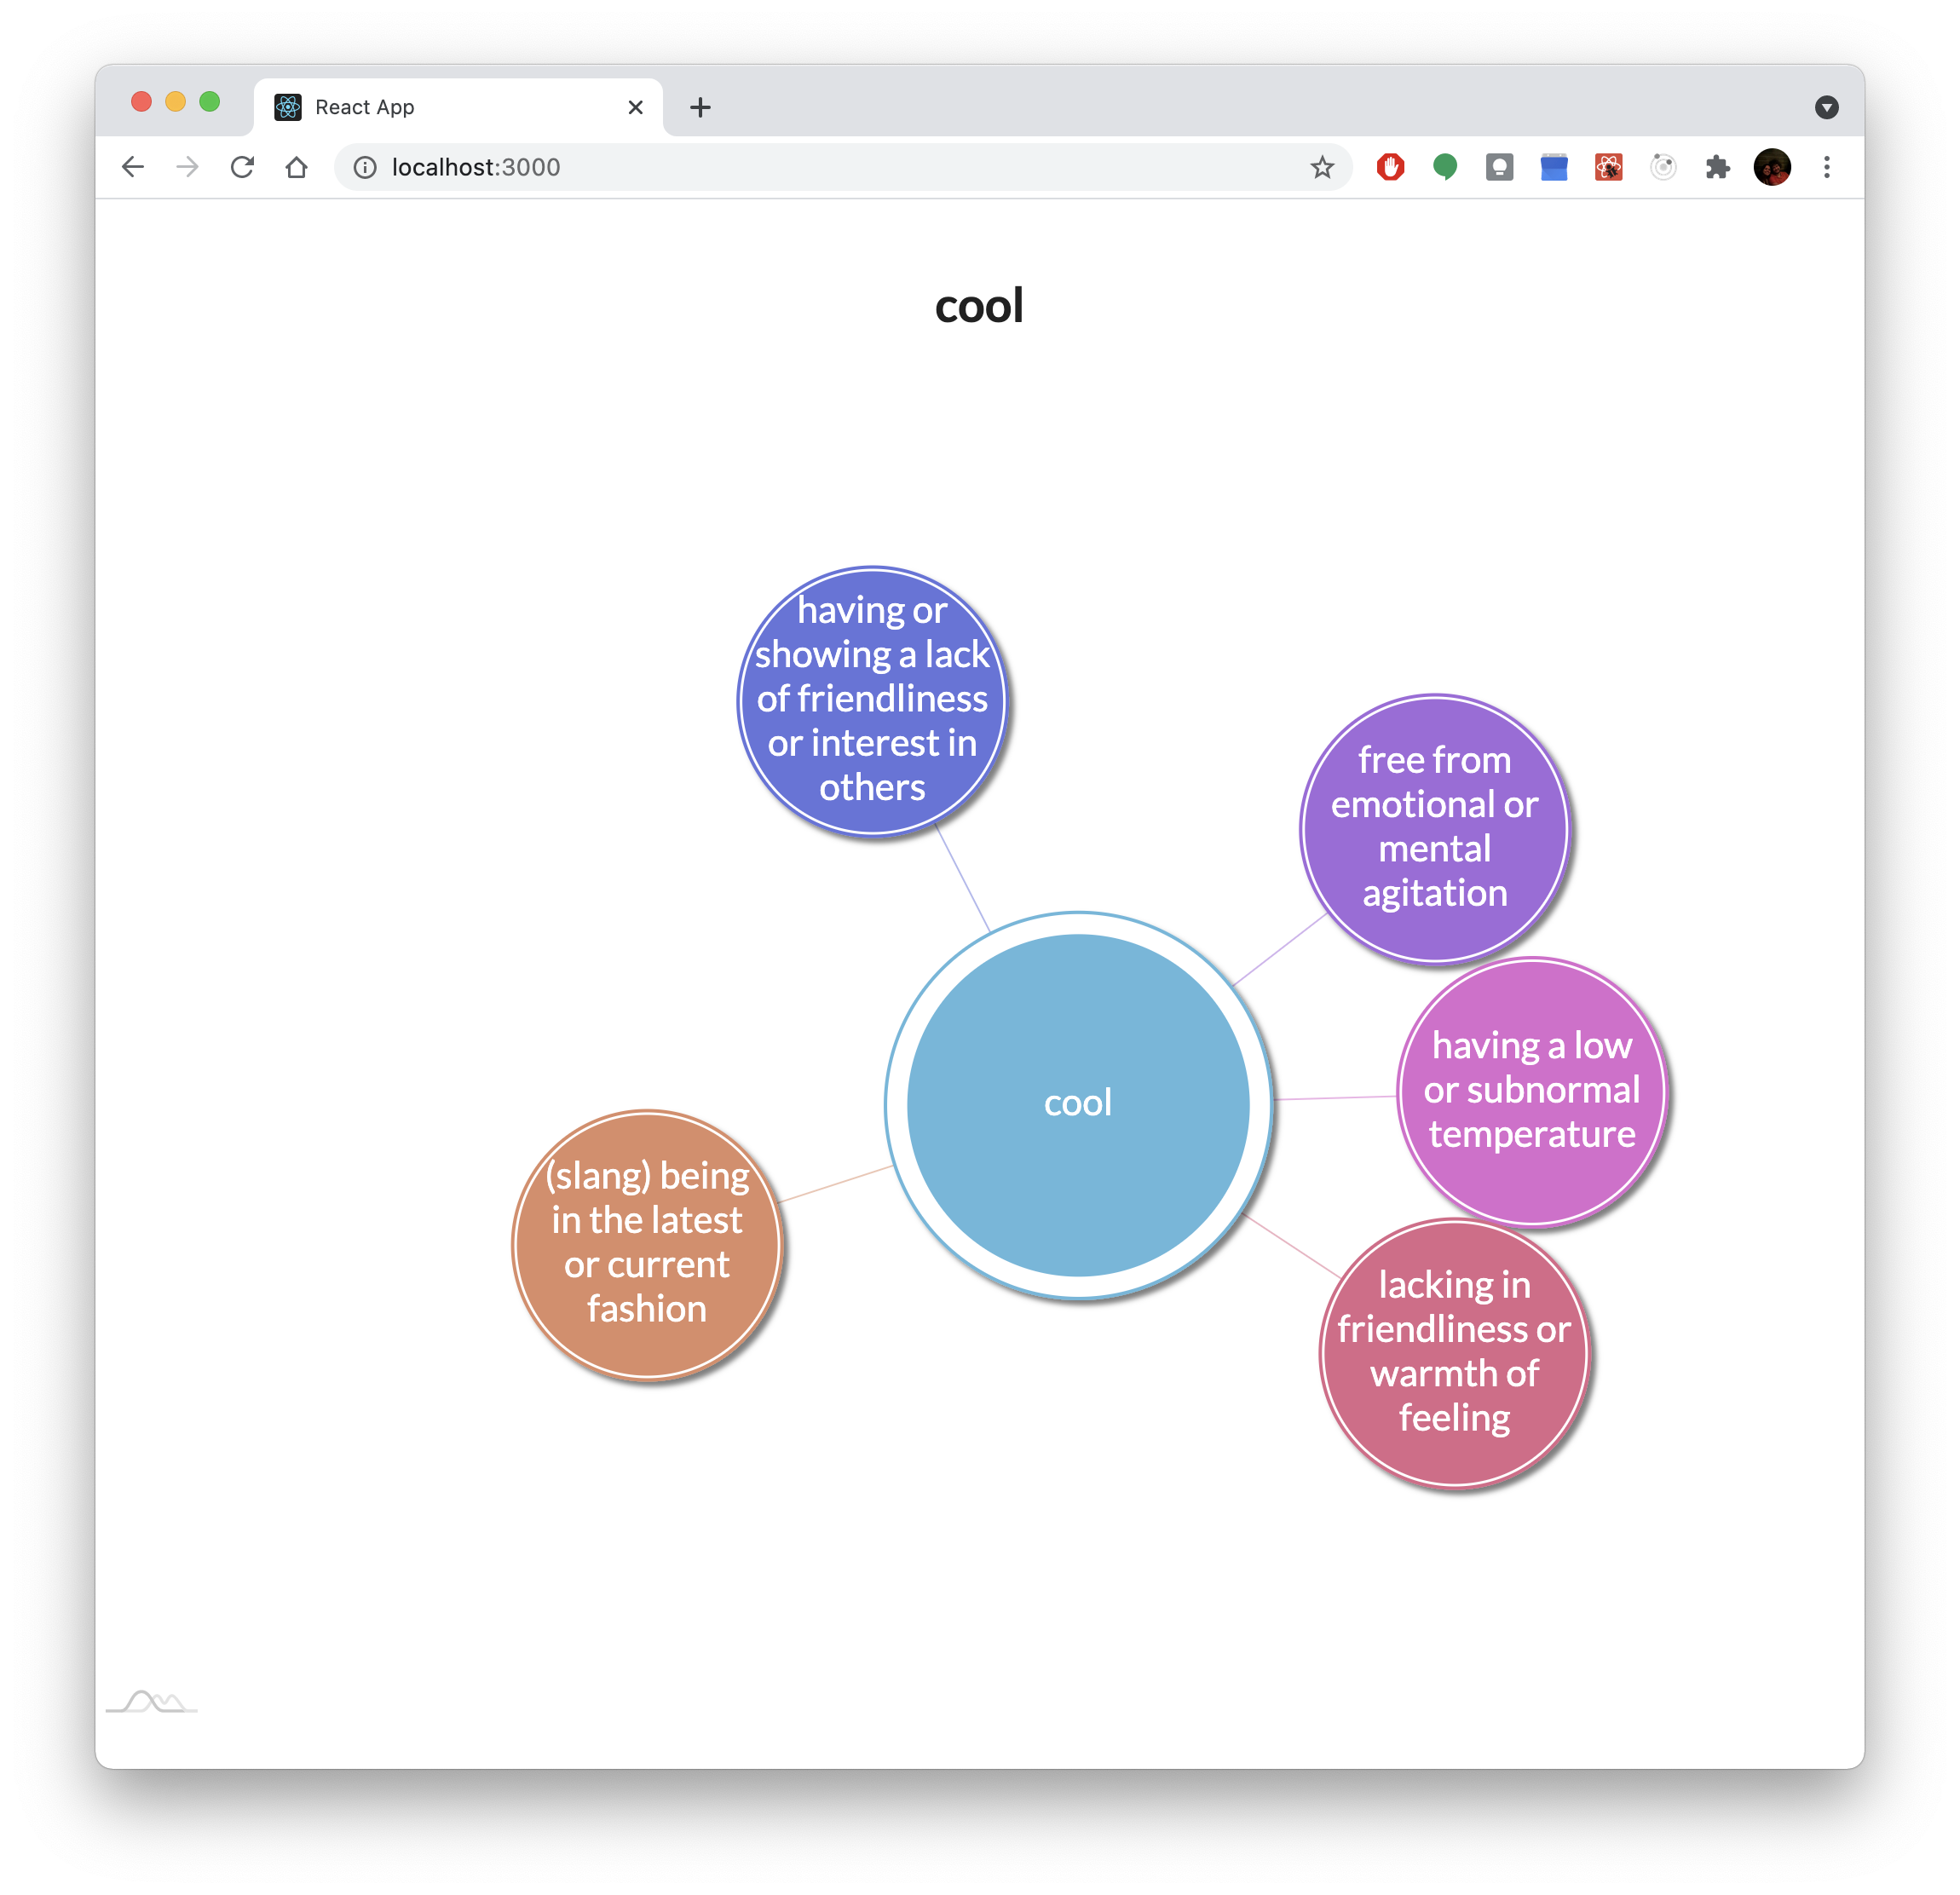 React App
localhost:3000
cool
having or
showing a lack
of friendliness
or interest in
others
free from
emotional or
mental
agitation
having a low
or subnormal
temperature
cool
(slang) being
in the latest
or current
fashion
lacking in
friendliness or
warmth of
feeling